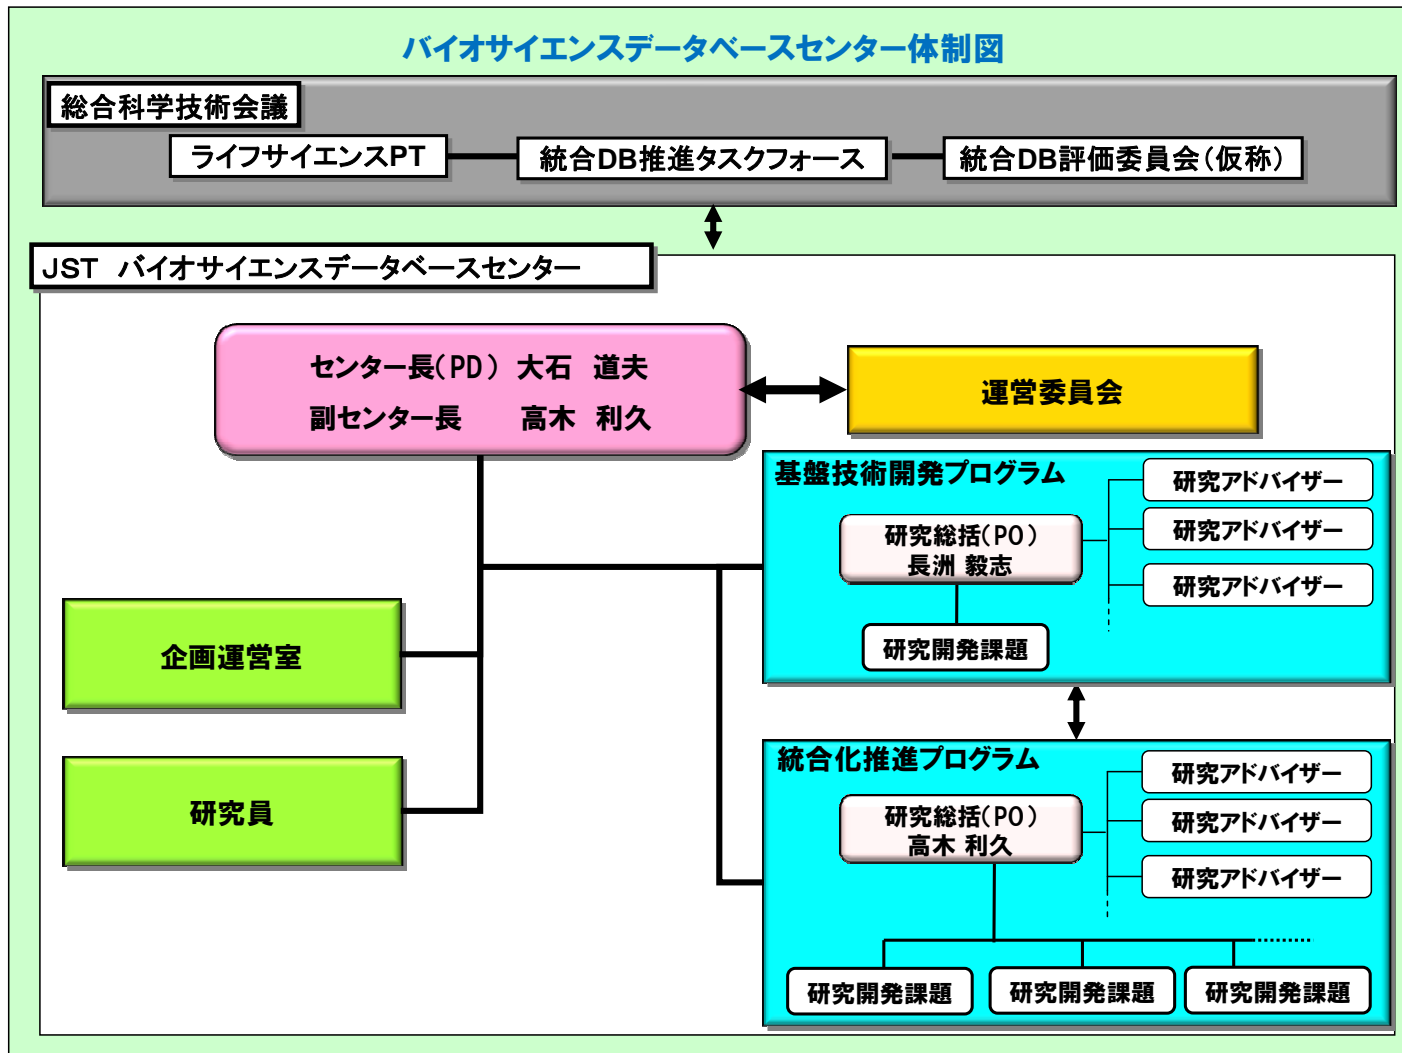 バイオサイエンスデータベースセンター体制図
総合科学技術会議
ライフサイエンスPT
統合DB推進タスクフォース
統合DB評価委員会(仮称)
JST バイオサイエンスデータベースセンター
センター長(PD) 大石 道夫
副センター長 高木 利久
運営委員会
基盤技術開発プログラム
研究総括(PO)
長洲 毅志
研究開発課題
研究アドバイザー
研究アドバイザー
研究アドバイザー
企画運営室
研究員
統合化推進プログラム
研究総括(PO)
高木 利久
研究アドバイザー
研究アドバイザー
研究アドバイザー
研究開発課題
研究開発課題
研究開発課題